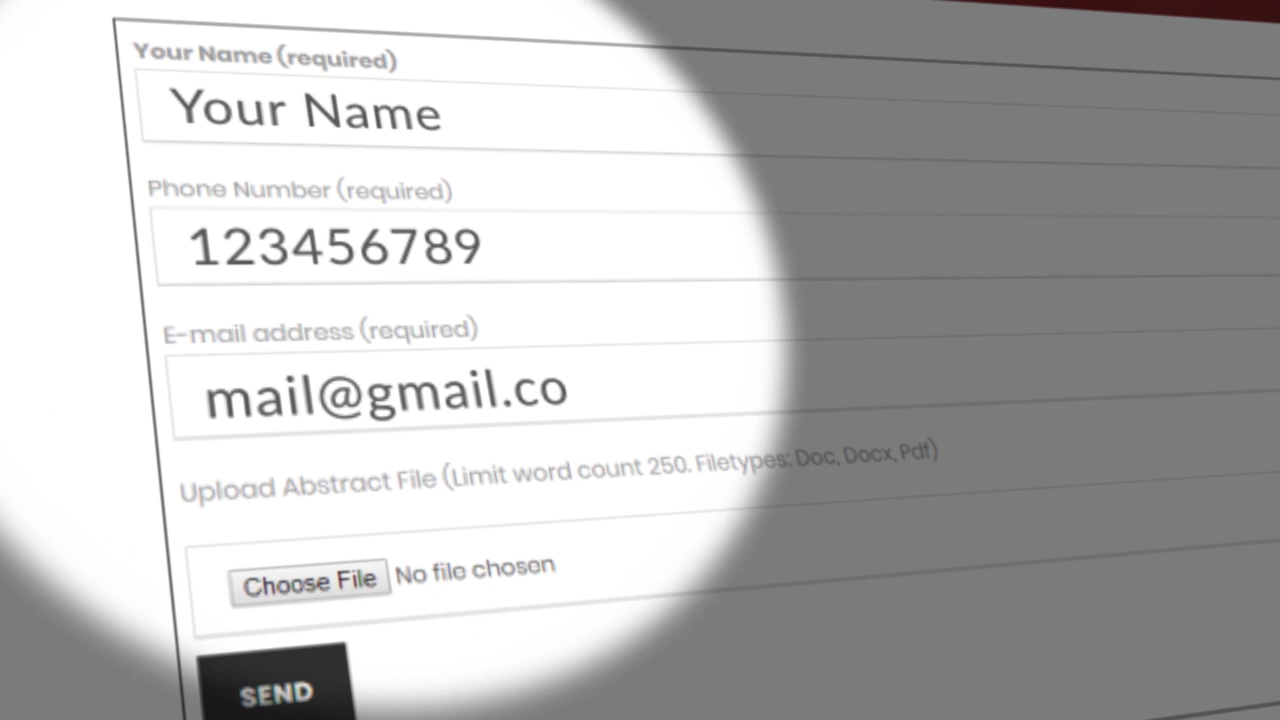 Your Name (required)
Your Name
Phone Number (required)
123456789
E-mail address (required)
mail@gmail.co
Upload Abstract File (Limit word count 250. Filetypes: Doc, Docx, Pdf)
Choose File No file chosen
SEND